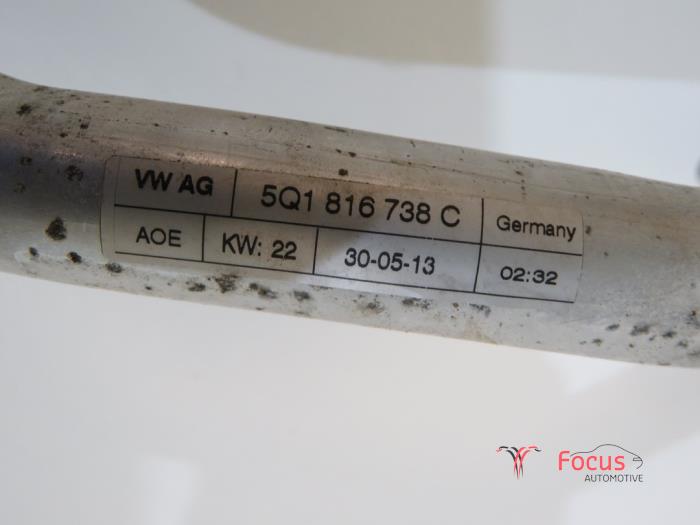 VW AG 5Q1 816 738 C Germany
AOE KW: 22 30-05-13 02:32
Focus
AUTOMOTIVE